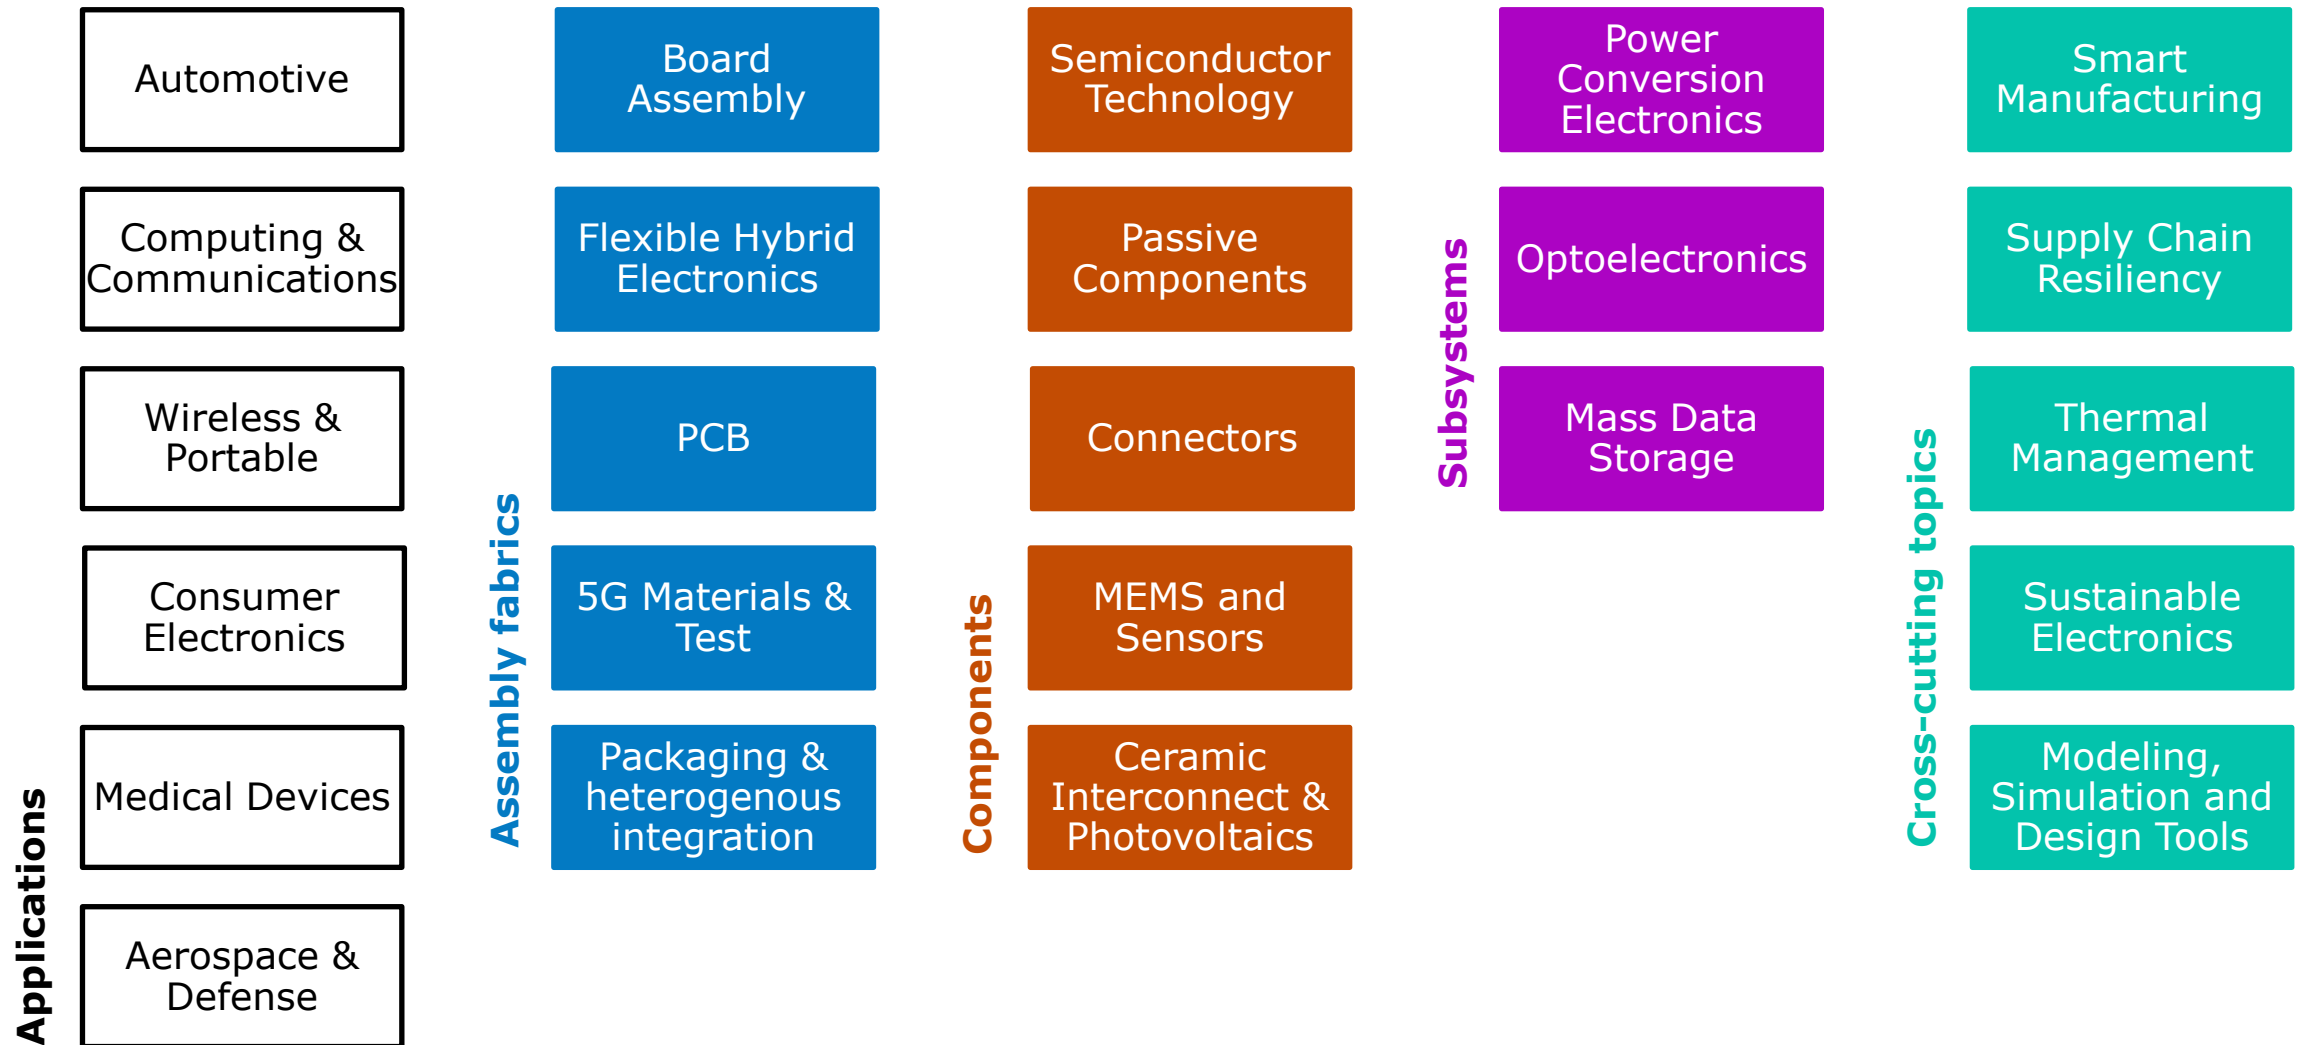 Applications
Automotive
Computing &
Communications
Wireless &
Portable
Consumer
Electronics
Medical Devices
Aerospace &
Defense
Assembly fabrics
Board
Assembly
Flexible Hybrid
Electronics
PCB
5G Materials &
Test
Packaging &
heterogenous
integration
Components
Semiconductor
Technology
Passive
Components
Connectors
MEMS and
Sensors
Ceramic
Interconnect &
Photovoltaics
Subsystems
Power
Conversion
Electronics
Optoelectronics
Mass Data
Storage
Cross-cutting topics
Smart
Manufacturing
Supply Chain
Resiliency
Thermal
Management
Sustainable
Electronics
Modeling,
Simulation and
Design Tools